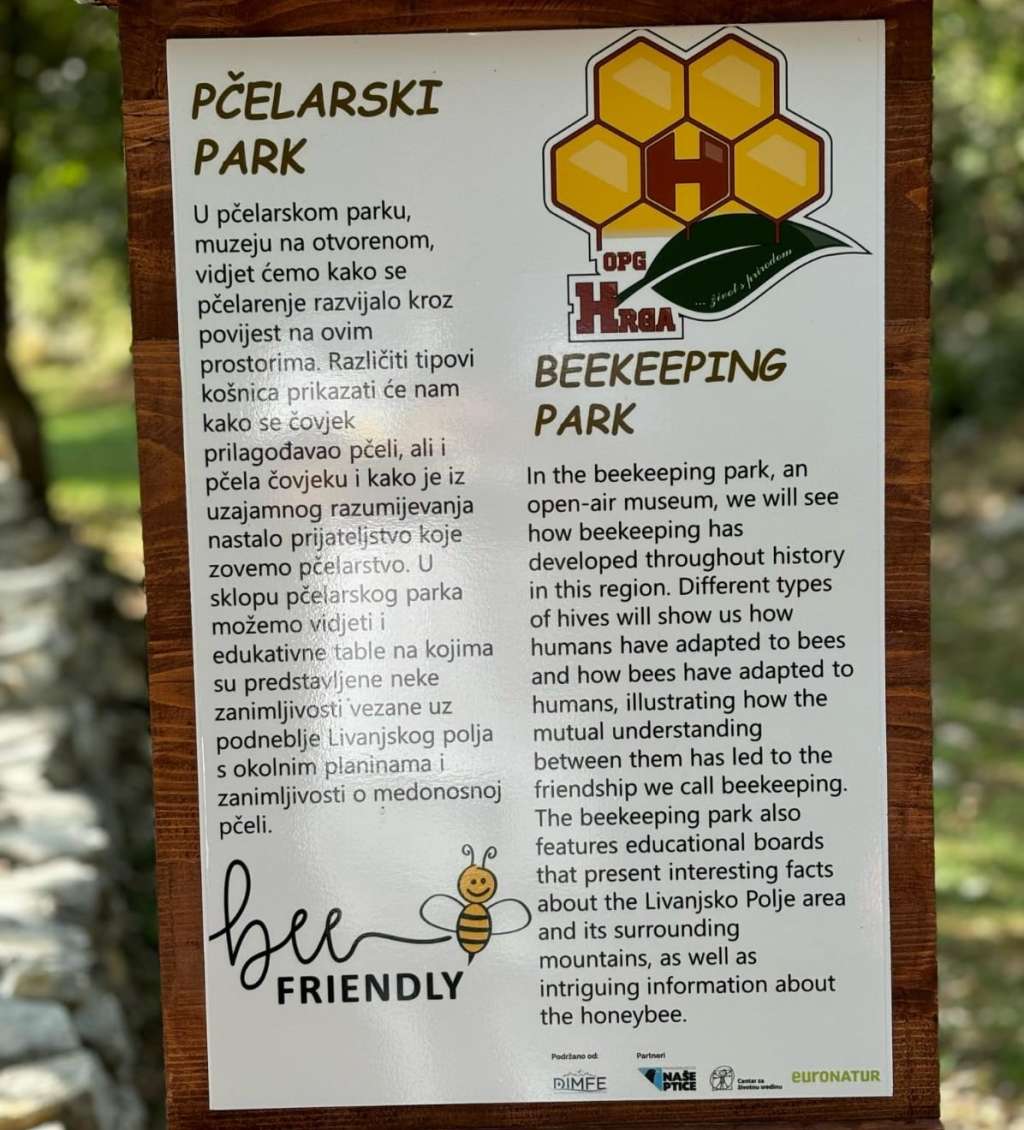 PČELARSKI
PARK
U pčelarskom parku,
muzeju na otvorenom,
vidjet ćemo kako se
pčelarenje razvijalo kroz
povijest na ovim
prostorima. Različiti tipovi
košnica prikazati će nam
kako se čovjek
prilagođavao pčeli, ali i
pčela čovjeku i kako je iz
uzajamnog razumijevanja
nastalo prijateljstvo koje
zovemo pčelarstvo. U
sklopu pčelarskog parka
možemo vidjeti i
edukativne table na kojima
su predstavljene neke
zanimljivosti vezane uz
podneblje Livanjskog polja
s okolnim planinama i
zanimljivosti o medonosnoj
pčeli.
bee
FRIENDLY
H
OPG
HRGA
... život s prirodom
BEEKEEPING
PARK
In the beekeeping park, an
open-air museum, we will see
how beekeeping has
developed throughout history
in this region. Different types
of hives will show us how
humans have adapted to bees
and how bees have adapted to
humans, illustrating how the
mutual understanding
between them has led to the
friendship we call beekeeping.
The beekeeping park also
features educational boards
that present interesting facts
about the Livanjsko Polje area
and its surrounding
mountains, as well as
intriguing information about
the honeybee.
Podržano od:
DIMFE
Partneri
NAŠE
PTICE
Centar za
životnu sredinu
euronatur